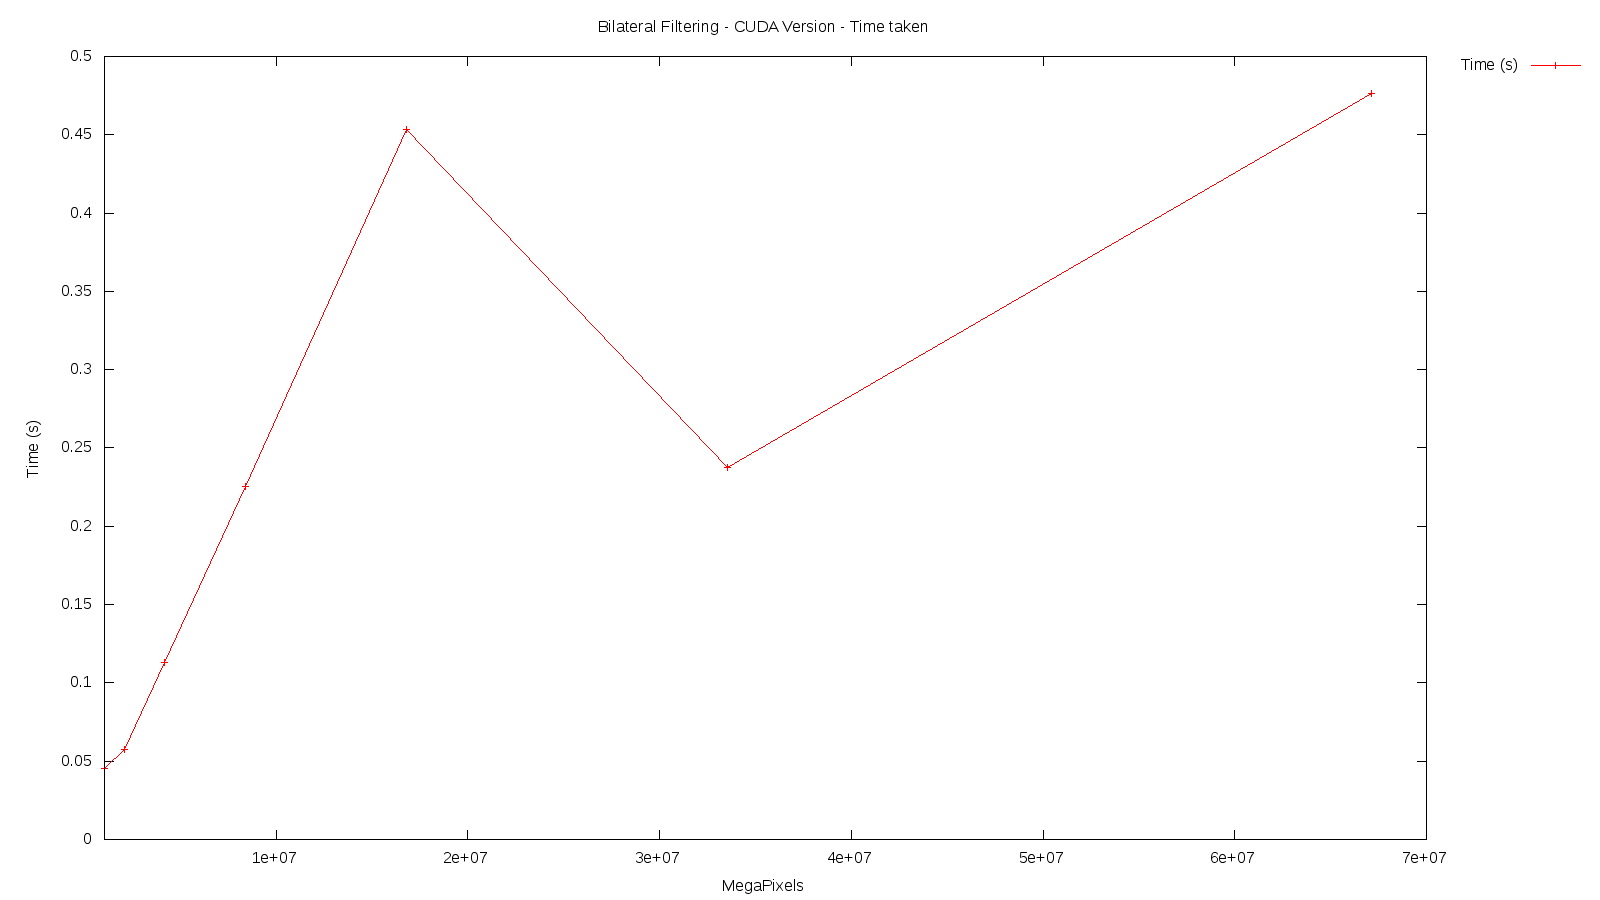 Bilateral Filtering - CUDA Version - Time taken
Time (s)
0.5
0.45
0.4
0.35
0.3
0.25
0.2
0.15
0.1
0.05
0
Time (s)
1e+07 2e+07 3e+07 4e+07 5e+07 6e+07 7e+07
MegaPixels